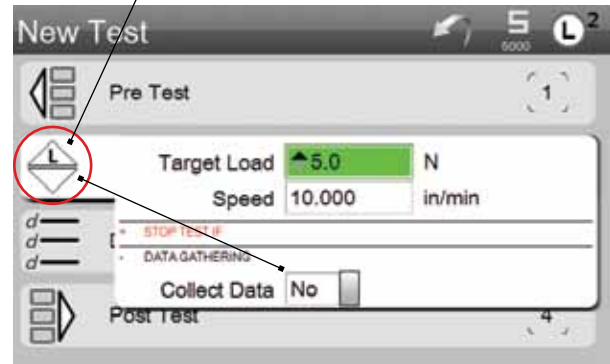 New Test 5 6000 L 2
Pre Test 1
L Target Load 5.0 N
Speed 10.000 in/min
d STOP TEST IF
d DATA GATHERING
d
Collect Data No
Post Test 4